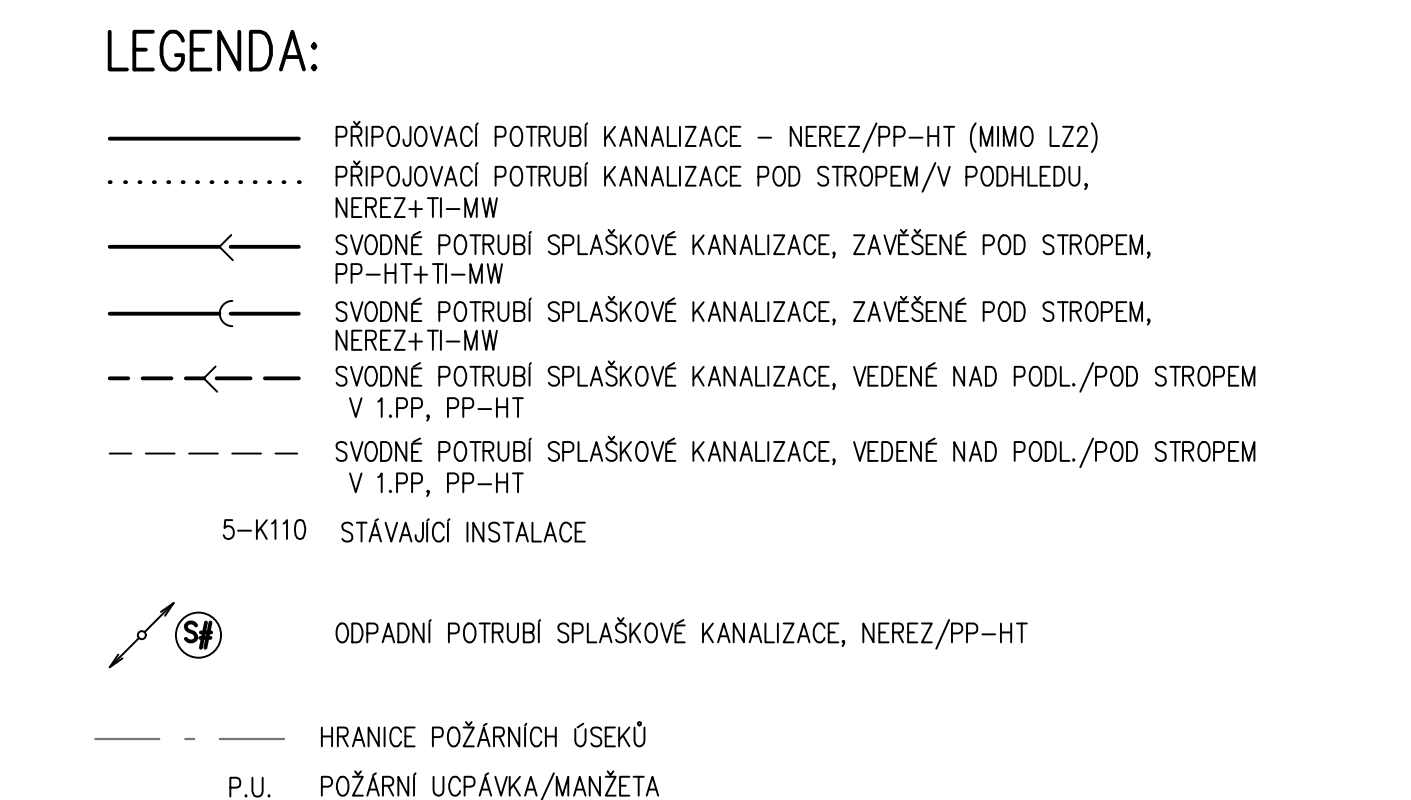 LEGENDA:
PŘIPOJOVACÍ POTRUBÍ KANALIZACE – NEREZ/PP–HT (MIMO LZ2)
PŘIPOJOVACÍ POTRUBÍ KANALIZACE POD STROPEM/V PODHLEDU,
NEREZ+TI–MW
SVODNÉ POTRUBÍ SPLAŠKOVÉ KANALIZACE, ZAVĚŠENÉ POD STROPEM,
PP–HT+TI–MW
SVODNÉ POTRUBÍ SPLAŠKOVÉ KANALIZACE, ZAVĚŠENÉ POD STROPEM,
NEREZ+TI–MW
SVODNÉ POTRUBÍ SPLAŠKOVÉ KANALIZACE, VEDENÉ NAD PODL./POD STROPEM
V 1.PP, PP–HT
SVODNÉ POTRUBÍ SPLAŠKOVÉ KANALIZACE, VEDENÉ NAD PODL./POD STROPEM
V 1.PP, PP–HT
5–K110 STÁVAJÍCÍ INSTALACE
S# ODPADNÍ POTRUBÍ SPLAŠKOVÉ KANALIZACE, NEREZ/PP–HT
HRANICE POŽÁRNÍCH ÚSEKŮ
P.U. POŽÁRNÍ UCPÁVKA/MANŽETA